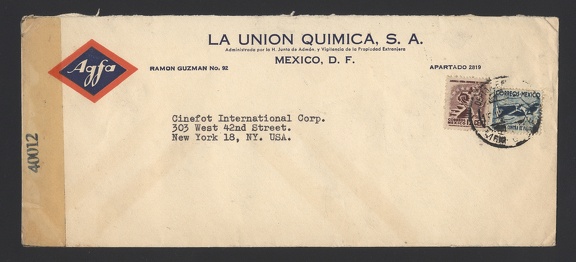 LA UNION QUIMICA, S. A.
Administrada por la H. Junta de Admón. y Vigilancia de la Propiedad Extranjera
MEXICO, D. F.
Agfa
RAMON GUZMAN No. 92
APARTADO 2819
CORREOS MEXICO
Cinefot International Corp.
303 West 42nd Street.
New York 18, NY. USA.
40012